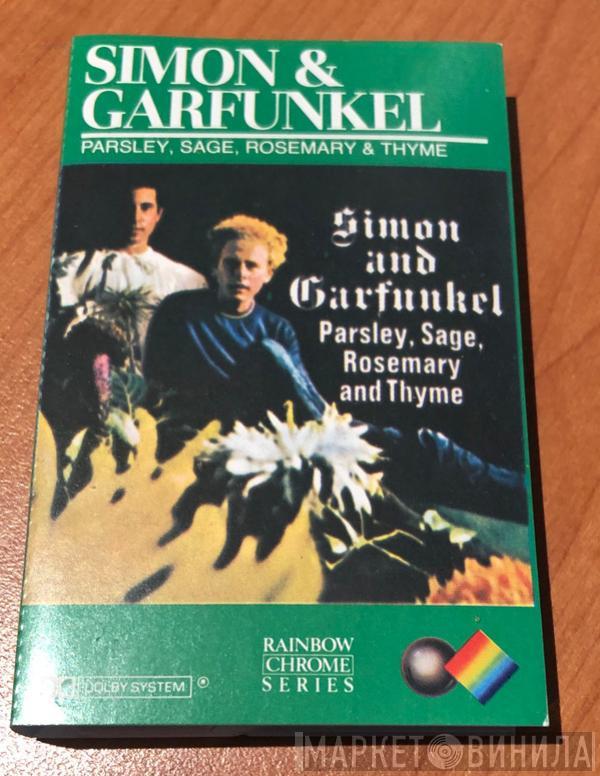 SIMON &
GARFUNKEL
PARSLEY, SAGE, ROSEMARY & THYME
Simon
and
Garfunkel
Parsley, Sage,
Rosemary
and Thyme
DOLBY SYSTEM ®
RAINBOW
CHROME
SERIES
МАРКЕТ ВИНИЛА